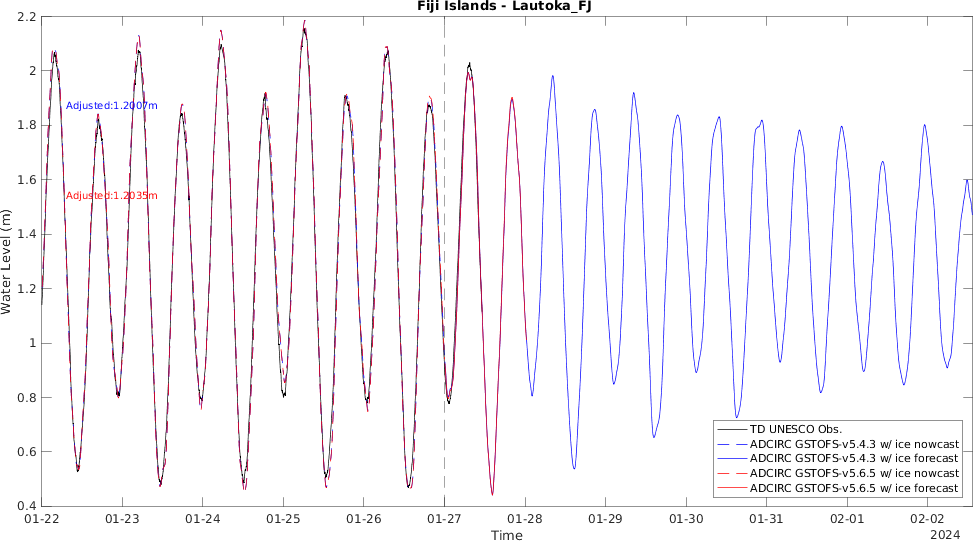 Fiji Islands - Lautoka_FJ
2.2
2
1.8
1.6
1.4
1.2
1
0.8
0.6
0.4
Water Level (m)
Adjusted:1.2007m
Adjusted:1.2035m
TD UNESCO Obs.
ADCIRC GSTOFS-v5.4.3 w/ ice nowcast
ADCIRC GSTOFS-v5.4.3 w/ ice forecast
ADCIRC GSTOFS-v5.6.5 w/ ice nowcast
ADCIRC GSTOFS-v5.6.5 w/ ice forecast
01-22 01-23 01-24 01-25 01-26 01-27 01-28 01-29 01-30 01-31 02-01 02-02
Time
2024